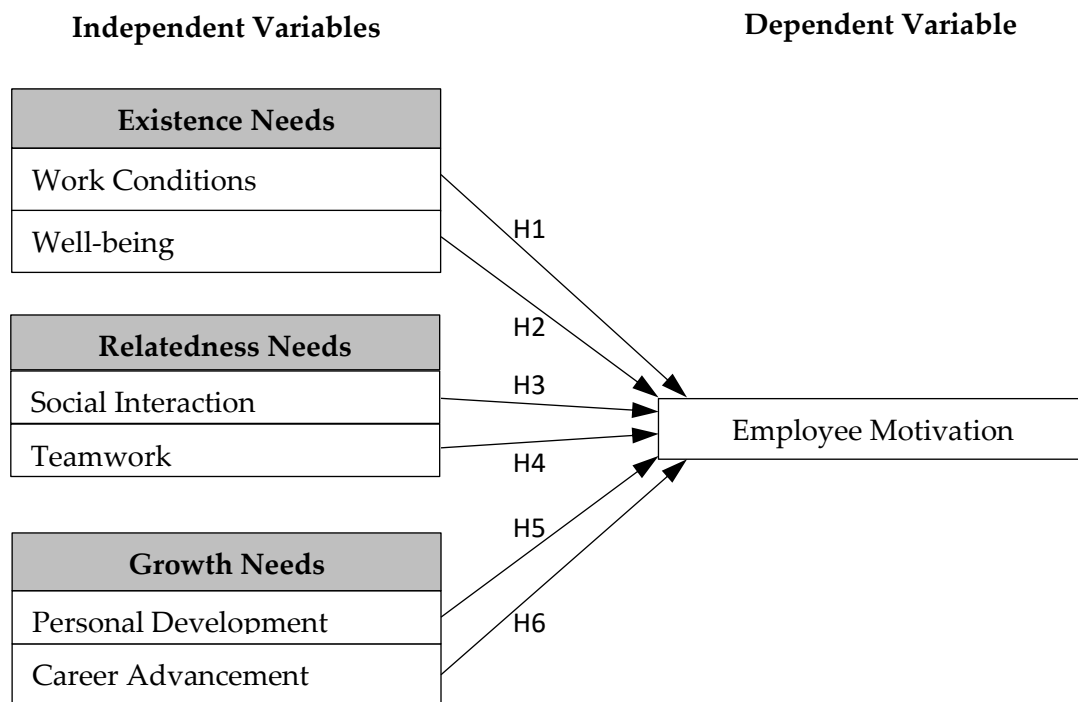 Independent Variables
Dependent Variable
Existence Needs
Work Conditions
Well-being
Relatedness Needs
Social Interaction
Teamwork
Growth Needs
Personal Development
Career Advancement
H1
H2
H3
H4
H5
H6
Employee Motivation